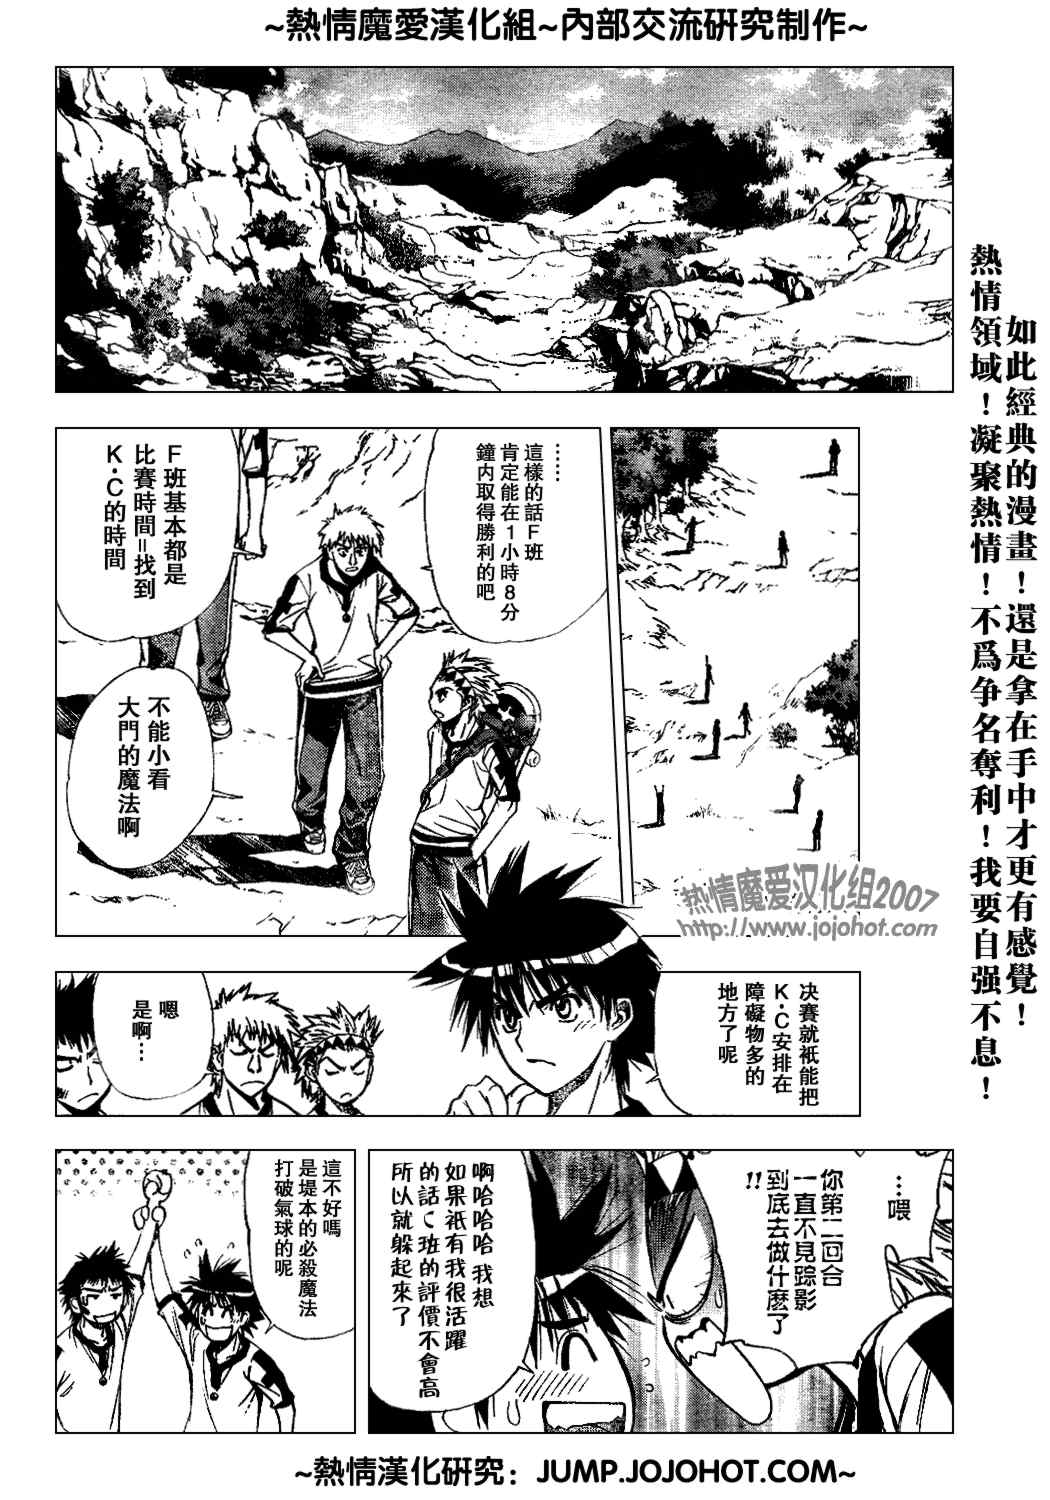 ~熱情魔愛漢化組~內部交流研究制作~
如此經典的漫畫！還是拿在手中才更有感覺！
熱情領域！凝聚熱情！不爲争名奪利！我要自强不息！
……
這樣的話F班
肯定能在1小時8分
鐘内取得勝利的吧
F班基本都是
比賽時間=找到
K·C的時間
不能小看
大門的魔法啊
热情魔爱汉化组2007
http://www.jojohot.com
决賽就衹能把
K·C安排在
障礙物多的
地方了呢
嗯
是啊…
…喂
你第二回合
一直不見踪影
到底去做什麽了
!!
啊哈哈哈 我想
如果衹有我很活躍
的話C班的評價不會高
所以就躲起來了
這不好嗎
是堤本的必殺魔法
打破氣球的呢
~熱情漢化研究：JUMP.JOJOHOT.COM~